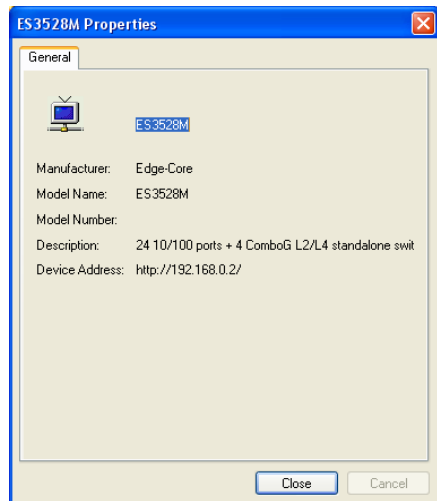 ES3528M Properties
General
ES3528M
Manufacturer: Edge-Core
Model Name: ES3528M
Model Number:
Description: 24 10/100 ports + 4 ComboG L2/L4 standalone swit
Device Address: http://192.168.0.2/
Close Cancel